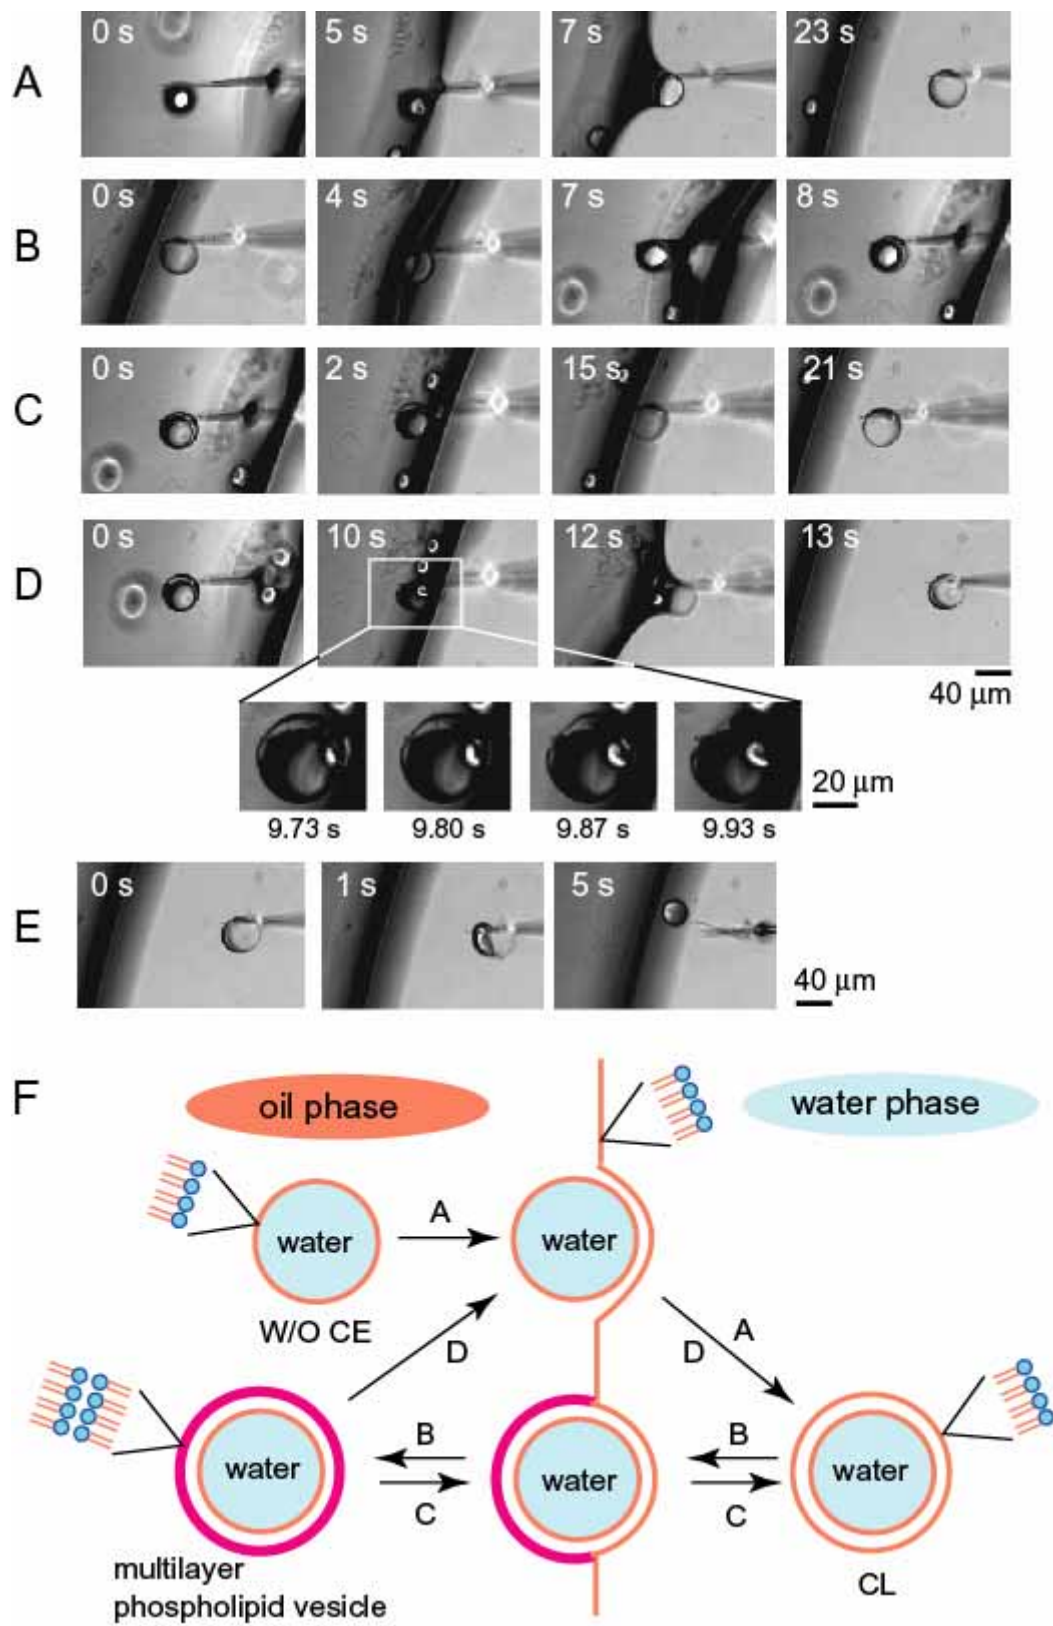 A
0 s
5 s
7 s
23 s
B
0 s
4 s
7 s
8 s
C
0 s
2 s
15 s
21 s
D
0 s
10 s
12 s
13 s
40 μm
20 μm
9.73 s
9.80 s
9.87 s
9.93 s
E
0 s
1 s
5 s
40 μm
F
oil phase
water phase
water
A
water
W/O CE
D
A
D
water
B
C
water
B
C
water
multilayer
phospholipid vesicle
CL